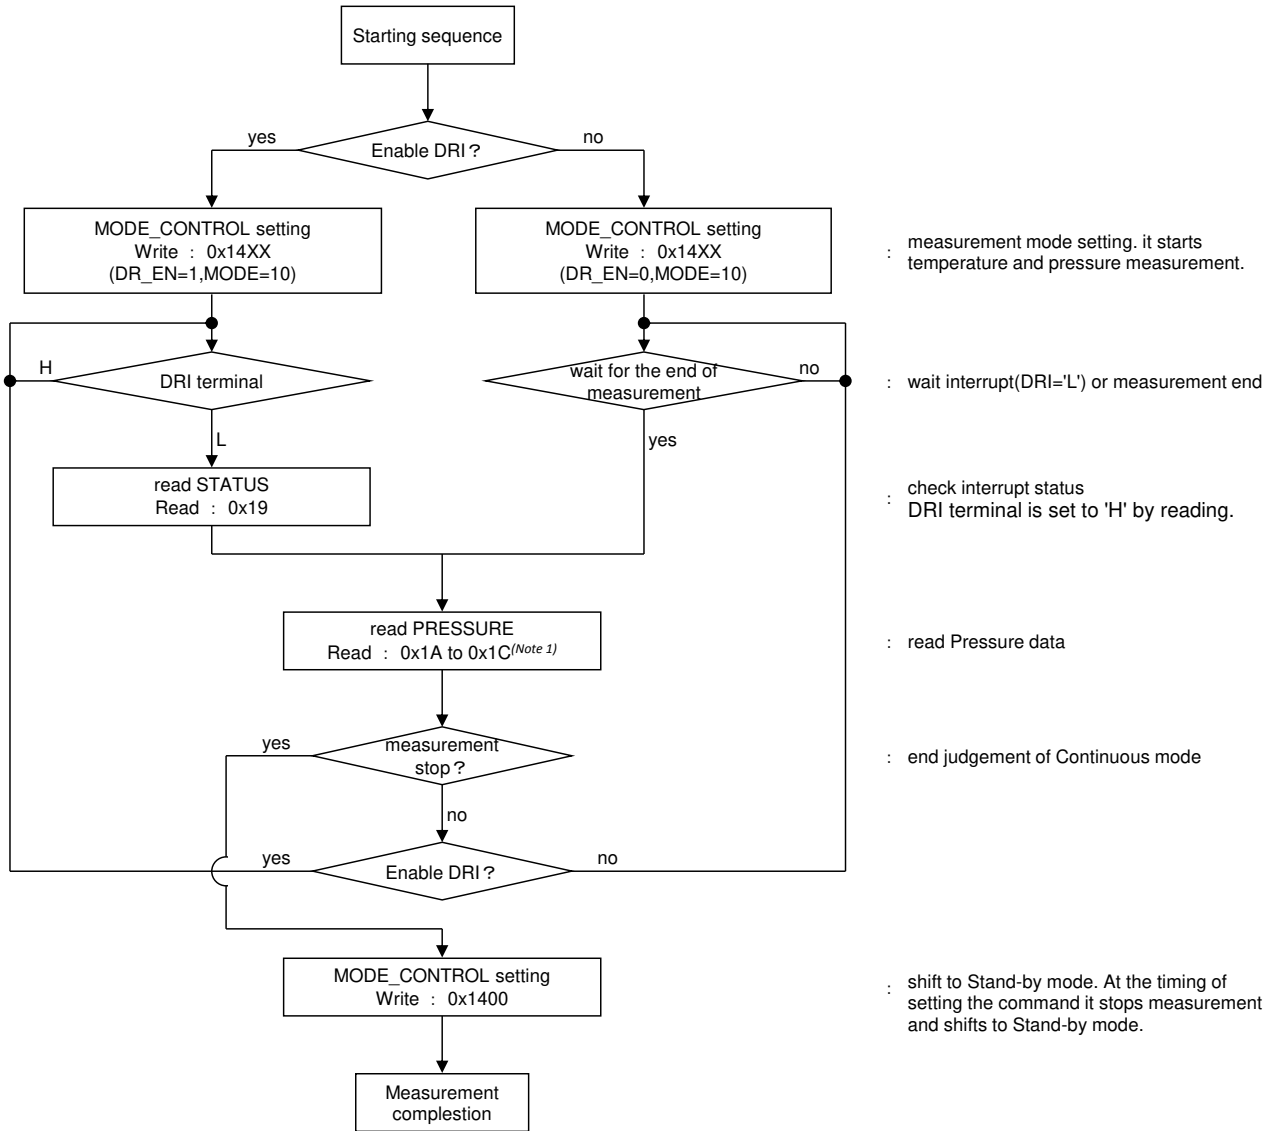 Starting sequence
yes
Enable DRI？
no
MODE_CONTROL setting
Write ： 0x14XX
(DR_EN=1,MODE=10)
MODE_CONTROL setting
Write ： 0x14XX
(DR_EN=0,MODE=10)
： measurement mode setting. it starts
temperature and pressure measurement.
H
DRI terminal
wait for the end of
measurement
no
： wait interrupt(DRI='L') or measurement end
L
yes
read STATUS
Read ： 0x19
： check interrupt status
DRI terminal is set to 'H' by reading.
read PRESSURE
Read ： 0x1A to 0x1C(Note 1)
： read Pressure data
yes
measurement
stop？
： end judgement of Continuous mode
no
yes
Enable DRI？
no
MODE_CONTROL setting
Write ： 0x1400
： shift to Stand-by mode. At the timing of
setting the command it stops measurement
and shifts to Stand-by mode.
Measurement
complestion